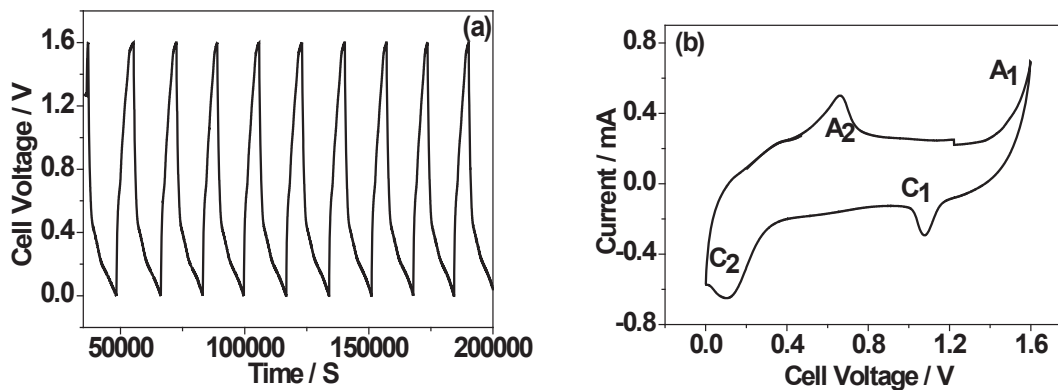 (a)
Cell Voltage / V
1.6
1.2
0.8
0.4
0.0
50000 100000 150000 200000
Time / S
(b)
Current / mA
0.8
0.4
0.0
-0.4
-0.8
A1
A2
C1
C2
0.0 0.4 0.8 1.2 1.6
Cell Voltage / V